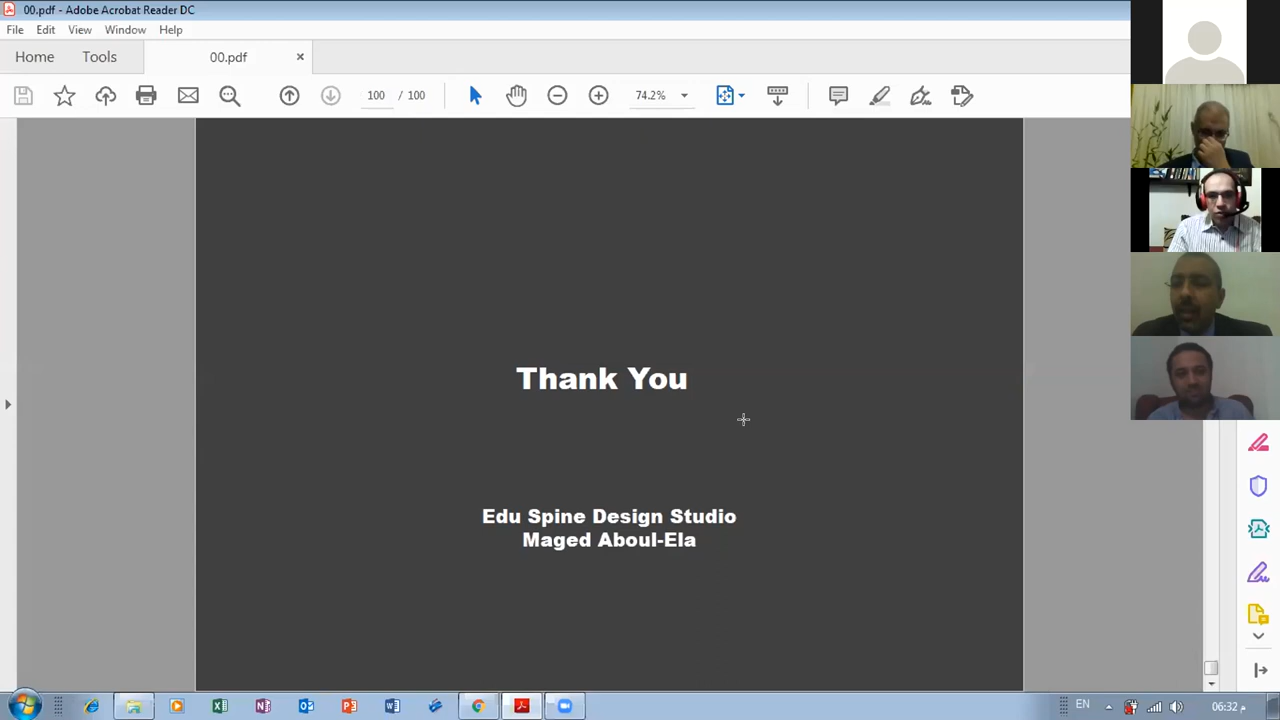 00.pdf - Adobe Acrobat Reader DC
File Edit View Window Help
Home Tools 00.pdf ×
100 / 100 74.2%
Thank You
Edu Spine Design Studio
Maged Aboul-Ela
EN 06:32 م